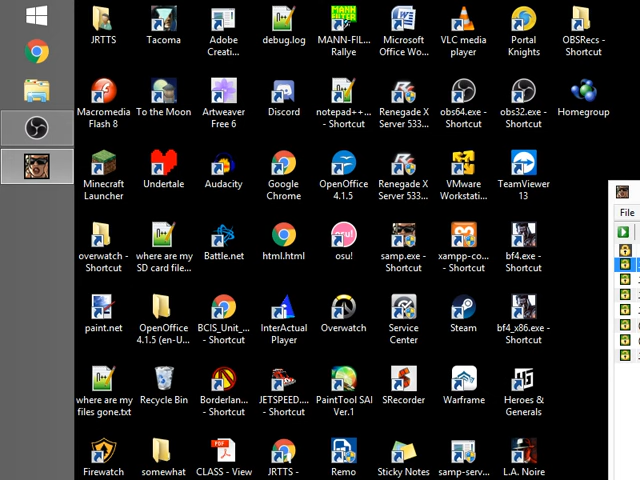 JRTTS
Tacoma
Adobe
Creati...
debug.log
MANN-FIL...
Rallye
Microsoft
Office Wo...
VLC media
player
Portal
Knights
OBSRecs -
Shortcut
Macromedia
Flash 8
To the Moon
Artweaver
Free 6
Discord
notepad++...
- Shortcut
Renegade X
Server 533...
obs64.exe -
Shortcut
obs32.exe -
Shortcut
Homegroup
Minecraft
Launcher
Undertale
Audacity
Google
Chrome
OpenOffice
4.1.5
Renegade X
Server 533...
VMware
Workstati...
TeamViewer
13
File
overwatch -
Shortcut
where are my
SD card file...
Battle.net
html.html
osu!
osu!
samp.exe -
Shortcut
xampp-co...
- Shortcut
bf4.exe -
Shortcut
paint.net
OpenOffice
4.1.5 (en-U...
BCIS_Unit_...
- Shortcut
InterActual
Player
Overwatch
Service
Center
Steam
bf4_x86.exe -
Shortcut
where are my
files gone.txt
Recycle Bin
Borderlan...
- Shortcut
JETSPEED...
- Shortcut
PaintTool SAI
Ver.1
SRecorder
Warframe
Heroes &
Generals
PDF
Firewatch
somewhat
CLASS - View
JRTTS -
Remo
Sticky Notes
samp-serv...
L.A. Noire